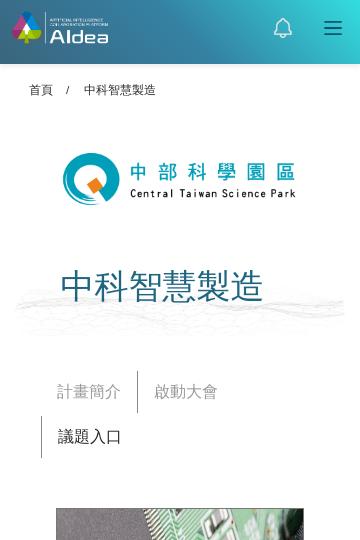 ARTIFICIAL INTELLIGENCE
COLLABORATION PLATFORM
AIdea
首頁 / 中科智慧製造
中部科學園區
Central Taiwan Science Park
中科智慧製造
計畫簡介
啟動大會
議題入口